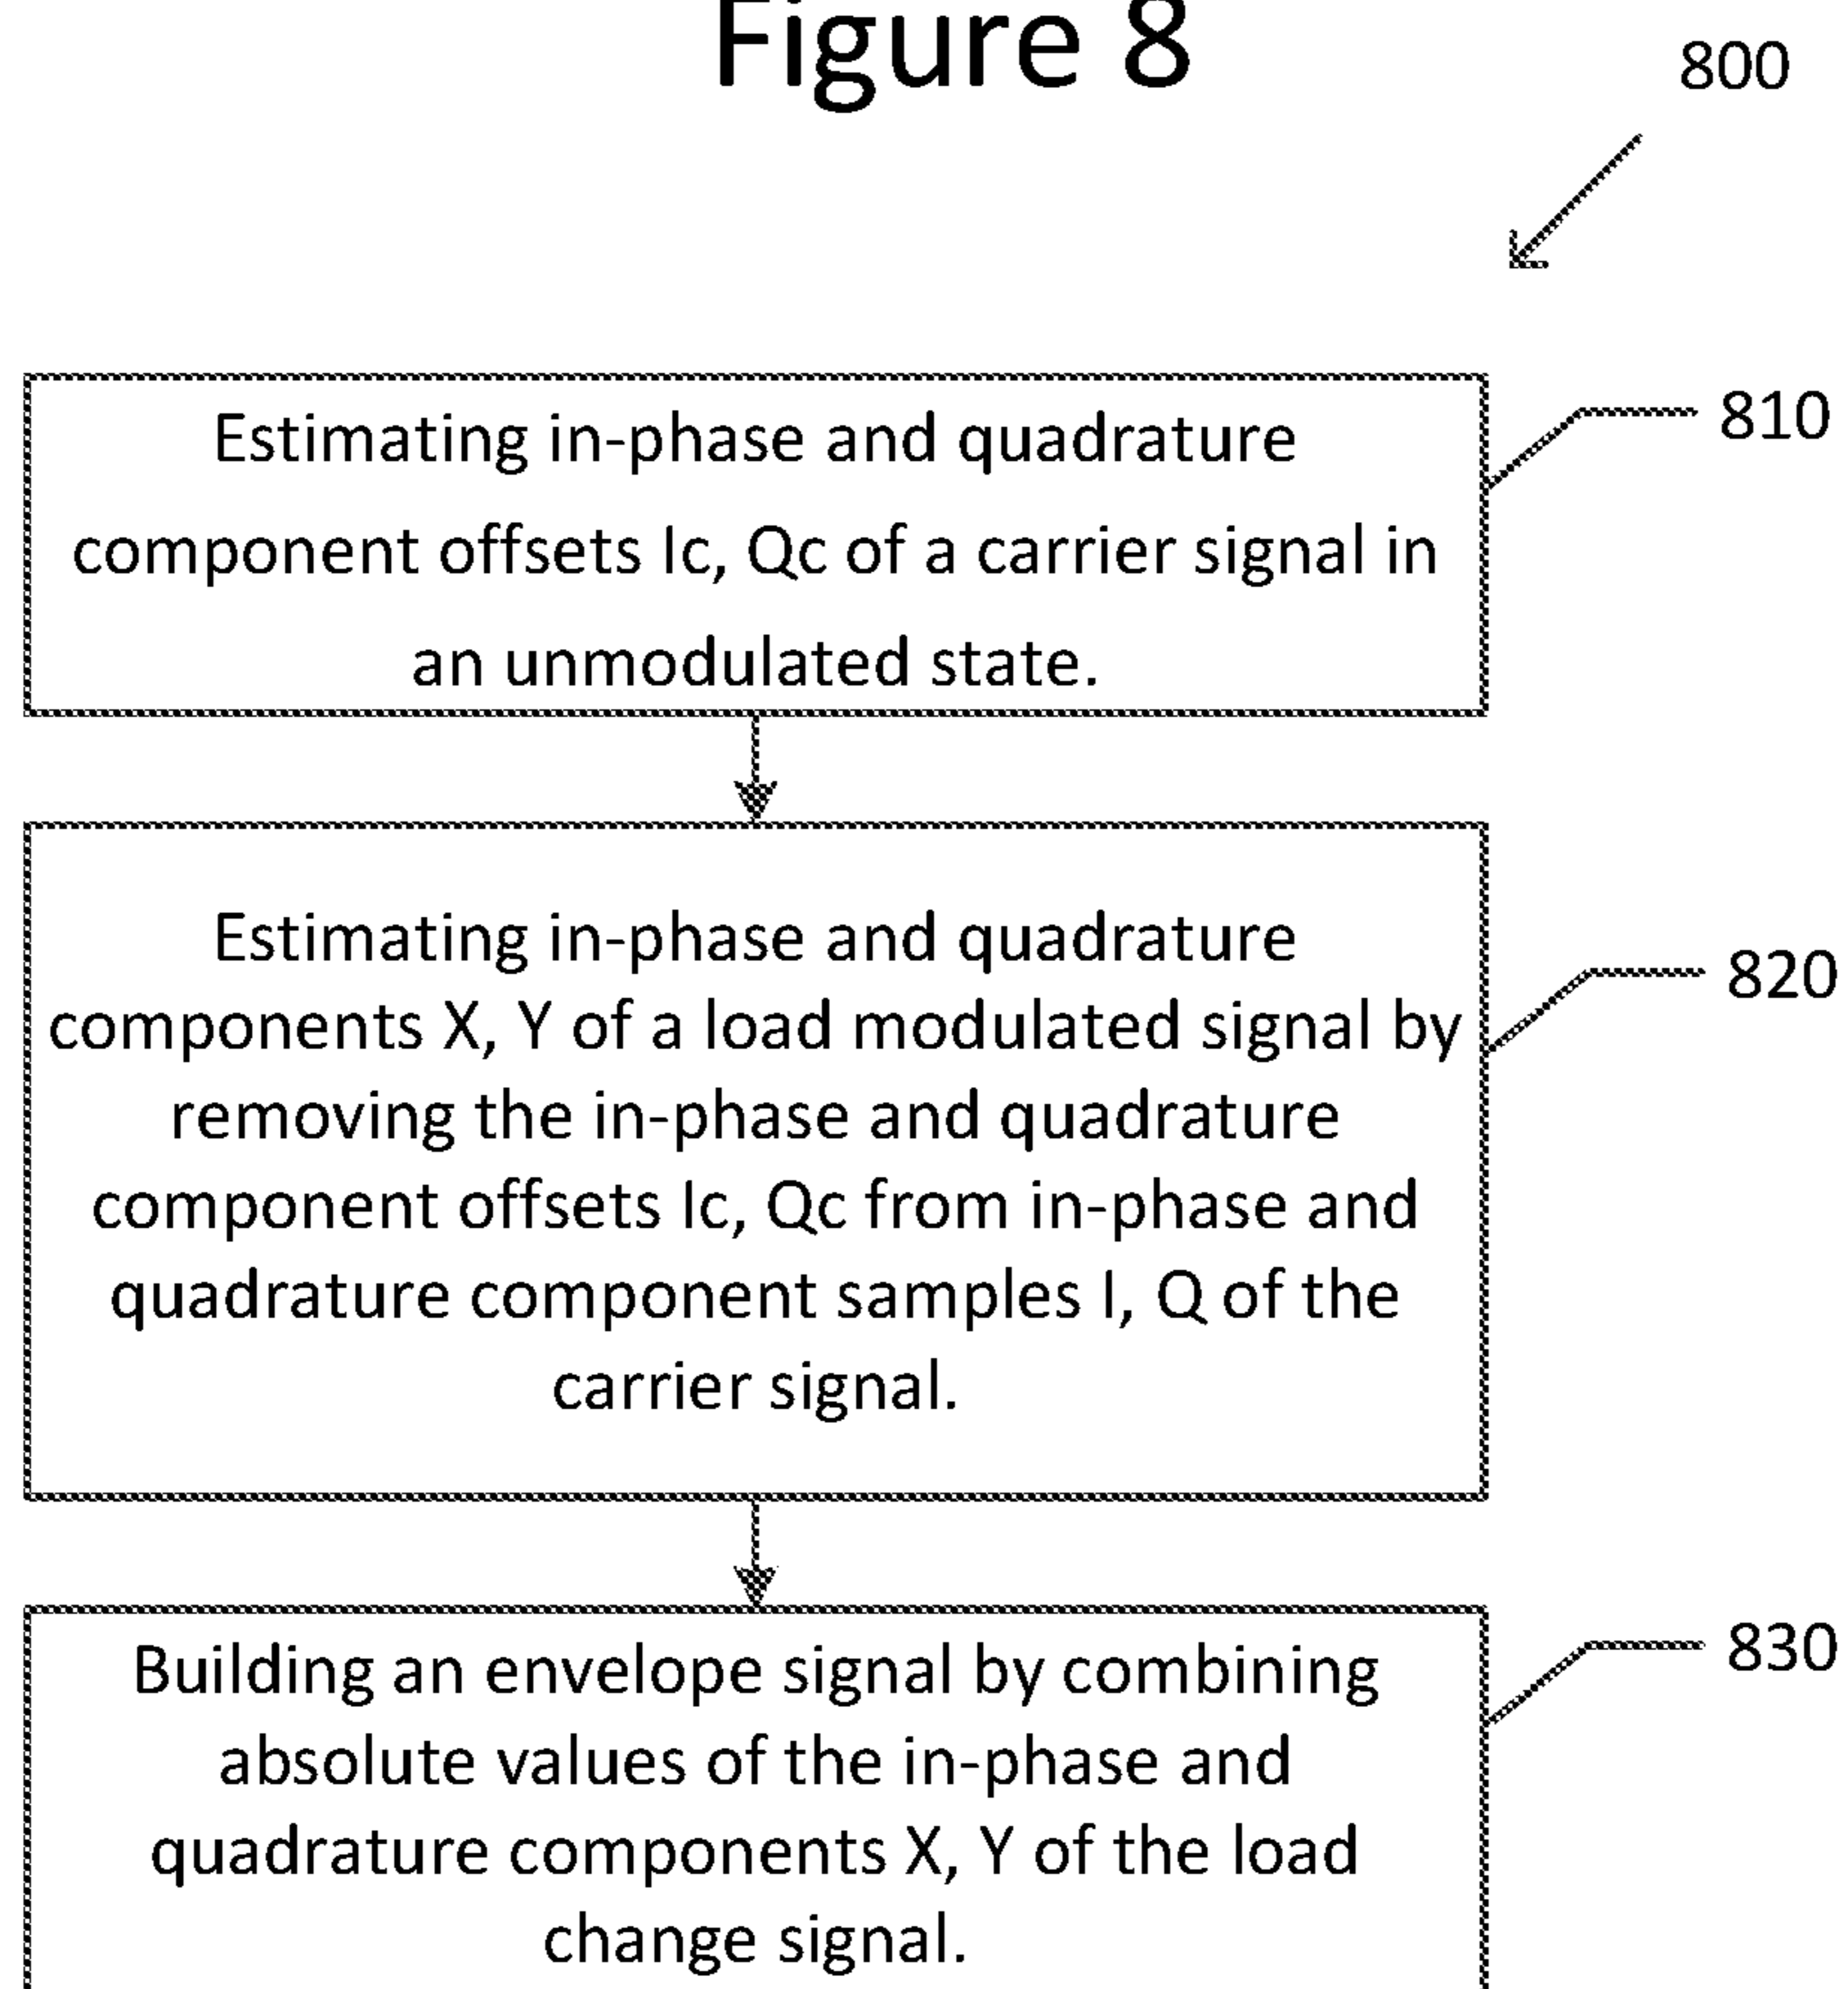 Figure 8
800
Estimating in-phase and quadrature
component offsets Ic, Qc of a carrier signal in
an unmodulated state.
810
Estimating in-phase and quadrature
components X, Y of a load modulated signal by
removing the in-phase and quadrature
component offsets Ic, Qc from in-phase and
quadrature component samples I, Q of the
carrier signal.
820
Building an envelope signal by combining
absolute values of the in-phase and
quadrature components X, Y of the load
change signal.
830